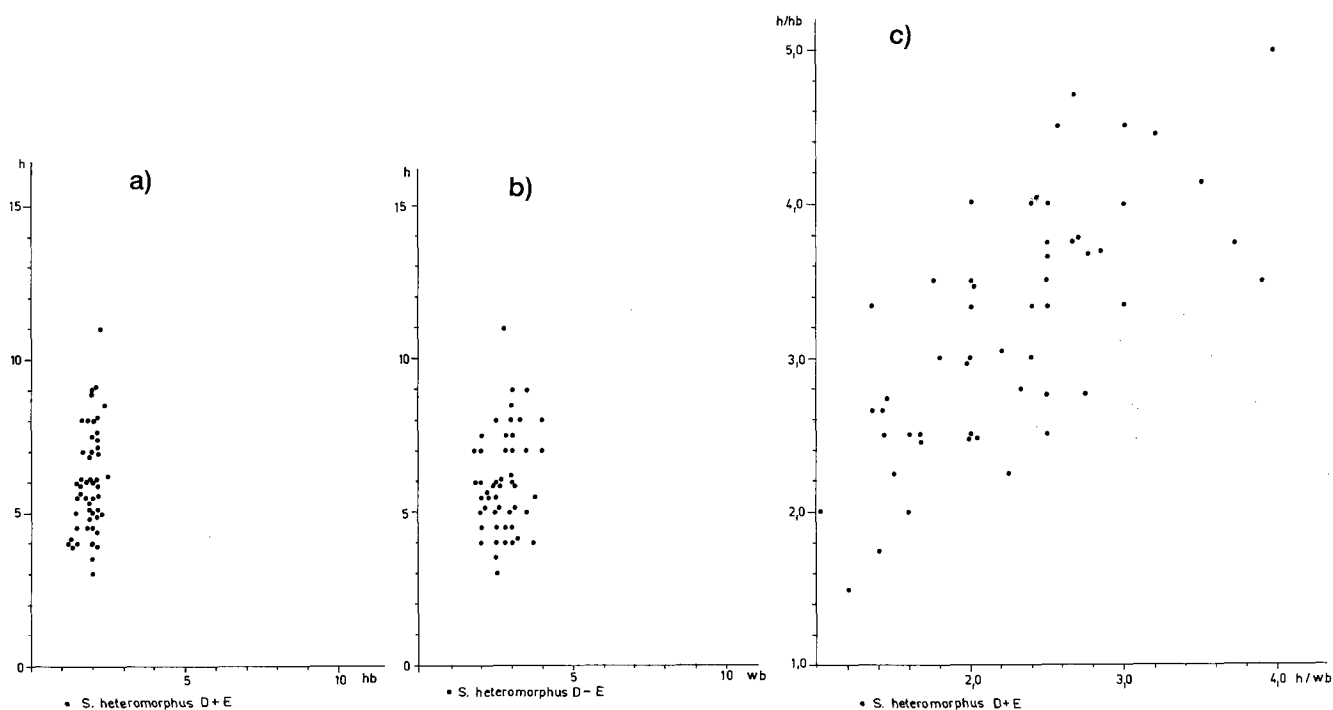 a)
h
15
10
5
0
5
hb
10
• S. heteromorphus D+E
b)
h
15
10
5
0
5
wb
10
• S. heteromorphus D-E
c)
h/hb
5,0
4,0
3,0
2,0
1,0
2,0
3,0
4,0
h/wb
• S. heteromorphus D+E